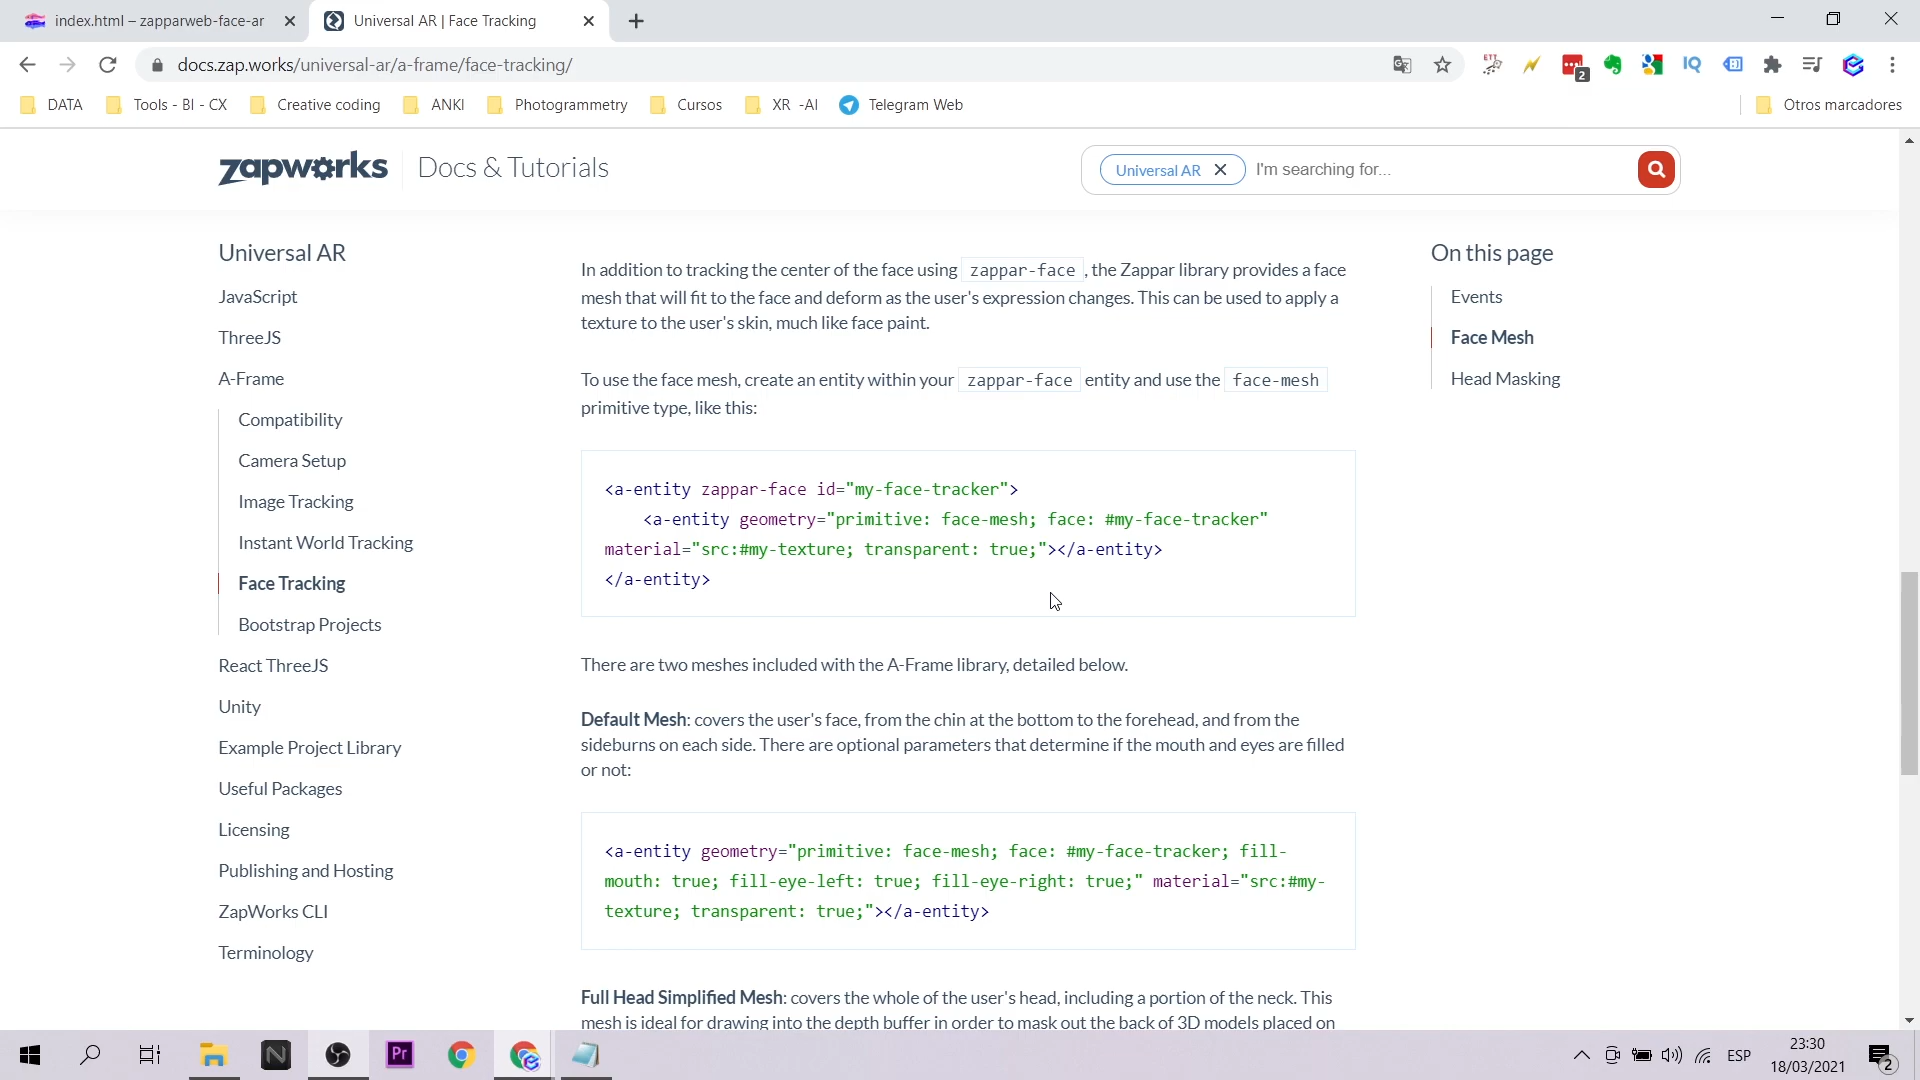 index.html – zapparweb-face-ar
Universal AR | Face Tracking
docs.zap.works/universal-ar/a-frame/face-tracking/
ETT
2
IQ
DATA
Tools - BI - CX
Creative coding
ANKI
Photogrammetry
Cursos
XR -AI
Telegram Web
Otros marcadores
zapworks
Docs & Tutorials
Universal AR
I'm searching for...
Universal AR
JavaScript
ThreeJS
A-Frame
Compatibility
Camera Setup
Image Tracking
Instant World Tracking
Face Tracking
Bootstrap Projects
React ThreeJS
Unity
Example Project Library
Useful Packages
Licensing
Publishing and Hosting
ZapWorks CLI
Terminology
In addition to tracking the center of the face using zappar-face , the Zappar library provides a face
mesh that will fit to the face and deform as the user's expression changes. This can be used to apply a
texture to the user's skin, much like face paint.
To use the face mesh, create an entity within your zappar-face entity and use the face-mesh
primitive type, like this:
<a-entity zappar-face id="my-face-tracker">
<a-entity geometry="primitive: face-mesh; face: #my-face-tracker"
material="src:#my-texture; transparent: true;"></a-entity>
</a-entity>
There are two meshes included with the A-Frame library, detailed below.
Default Mesh: covers the user's face, from the chin at the bottom to the forehead, and from the
sideburns on each side. There are optional parameters that determine if the mouth and eyes are filled
or not:
<a-entity geometry="primitive: face-mesh; face: #my-face-tracker; fill-
mouth: true; fill-eye-left: true; fill-eye-right: true;" material="src:#my-
texture; transparent: true;"></a-entity>
Full Head Simplified Mesh: covers the whole of the user's head, including a portion of the neck. This
mesh is ideal for drawing into the depth buffer in order to mask out the back of 3D models placed on
On this page
Events
Face Mesh
Head Masking
N
Pr
ESP
23:30
18/03/2021
2